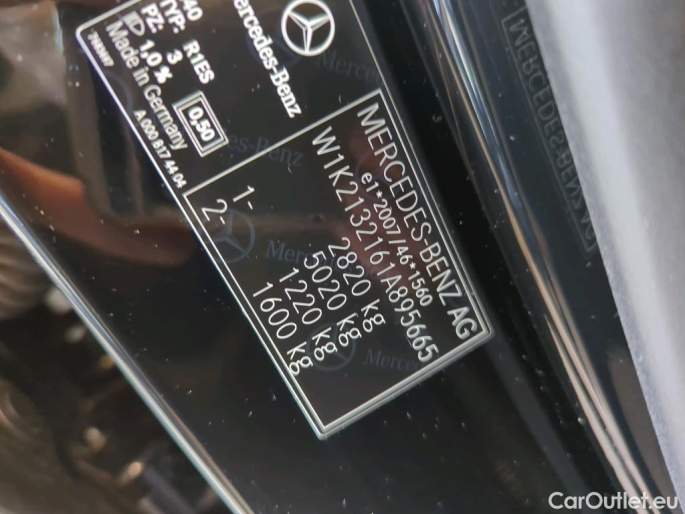 MERCEDES-BENZ AG
e1*2007/46*1560
W1K2132161A895665
2820 kg
5020 kg
1- 1220 kg
2- 1600 kg
Mercedes-Benz
40
TYP: R1ES
PZ: 3
1,0 %
0,50
Made in Germany
A 000 817 44 04
CarOutlet.eu